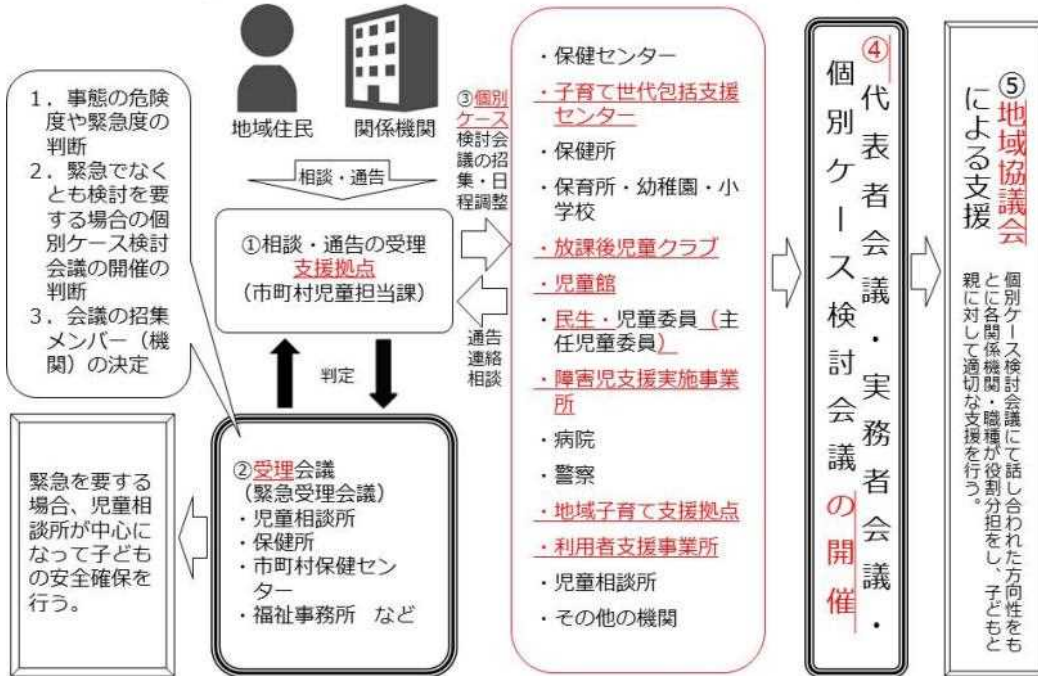 地域住民
関係機関
相談・通告
①相談・通告の受理
支援拠点
(市町村児童担当課)
判定
1．事態の危険
度や緊急度の
判断
2．緊急でなく
とも検討を要
する場合の個
別ケース検討
会議の開催の
判断
3．会議の招集
メンバー（機
関）の決定
②受理会議
（緊急受理会議）
・児童相談所
・保健所
・市町村保健セン
ター
・福祉事務所　など
緊急を要する
場合、児童相
談所が中心に
なって子ども
の安全確保を
行う。
③個別
ケース
検討会
議の招
集・日
程調整
通告
連絡
相談
・保健センター
・子育て世代包括支援
センター
・保健所
・保育所・幼稚園・小
学校
・放課後児童クラブ
・児童館
・民生・児童委員（主
任児童委員）
・障害児支援実施事業
所
・病院
・警察
・地域子育て支援拠点
・利用者支援事業所
・児童相談所
・その他の機関
④代表者会議・実務者会議・
個別ケース検討会議の開催
⑤地域協議会
による支援
個別ケース検討会議にて話し合われた方向性をも
とに各関係機関・職種が役割分担をし、子どもと
親に対して適切な支援を行う。